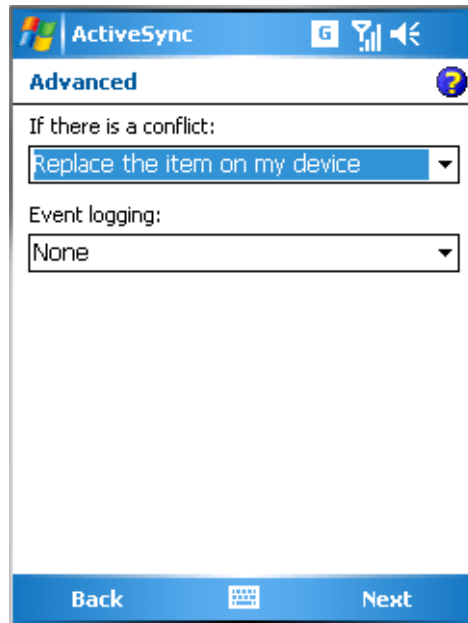 ActiveSync
G
Advanced
?
If there is a conflict:
Replace the item on my device
Event logging:
None
Back
Next